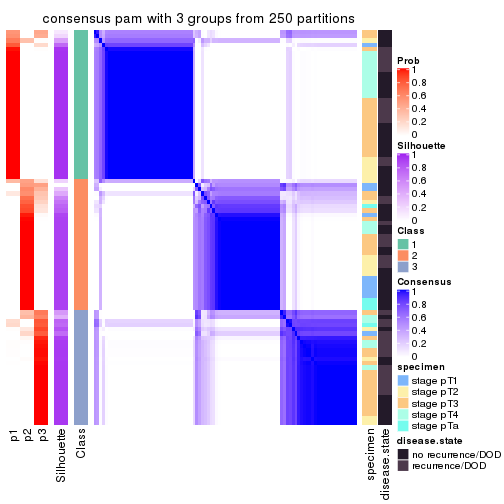 consensus pam with 3 groups from 250 partitions
p1
p2
p3
Silhouette
Class
specimen
disease.state
Prob
1
0.8
0.6
0.4
0.2
0
Silhouette
1
0.8
0.6
0.4
0.2
0
Class
1
2
3
Consensus
1
0.8
0.6
0.4
0.2
0
specimen
stage pT1
stage pT2
stage pT3
stage pT4
stage pTa
disease.state
no recurrence/DOD
recurrence/DOD